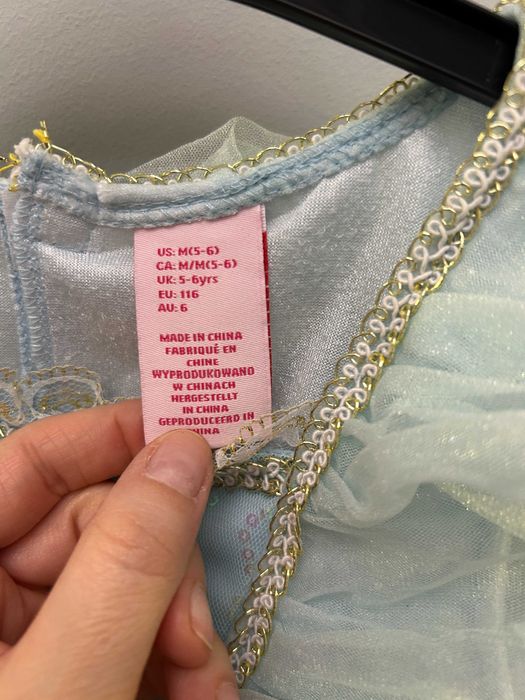 US: M(5-6)
CA: M/M(5-6)
UK: 5-6yrs
EU: 116
AU: 6
MADE IN CHINA
FABRIQUÉ EN
CHINE
WYPRODUKOWANO
W CHINACH
HERGESTELLT
IN CHINA
GEPRODUCEERD IN
CHINA